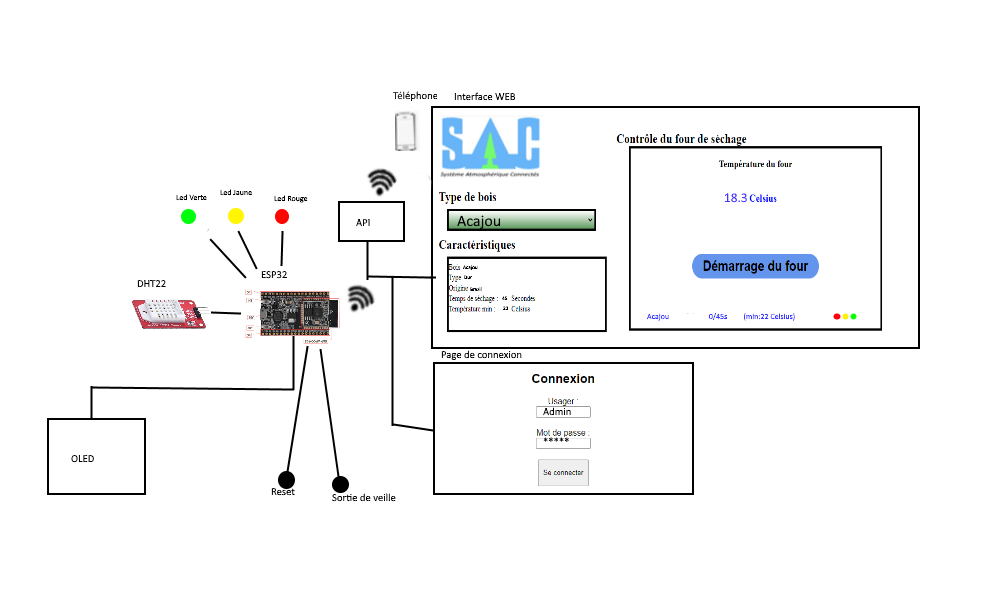 Téléphone
Interface WEB
SAC
Système Atmosphérique Connectés
Contrôle du four de sèchage
Température du four
18.3 Celsius
Démarrage du four
Acajou 0/45s (min:22 Celsius)
Type de bois
Acajou
Caractéristiques
Bois Acajou
Type Dur
Origine Brésil
Temps de séchage : 45 Secondes
Température min : 22 Celsius
Led Verte
Led Jaune
Led Rouge
API
DHT22
ESP32
OLED
Reset
Sortie de veille
Page de connexion
Connexion
Usager :
Admin
Mot de passe :
*****
Se connecter